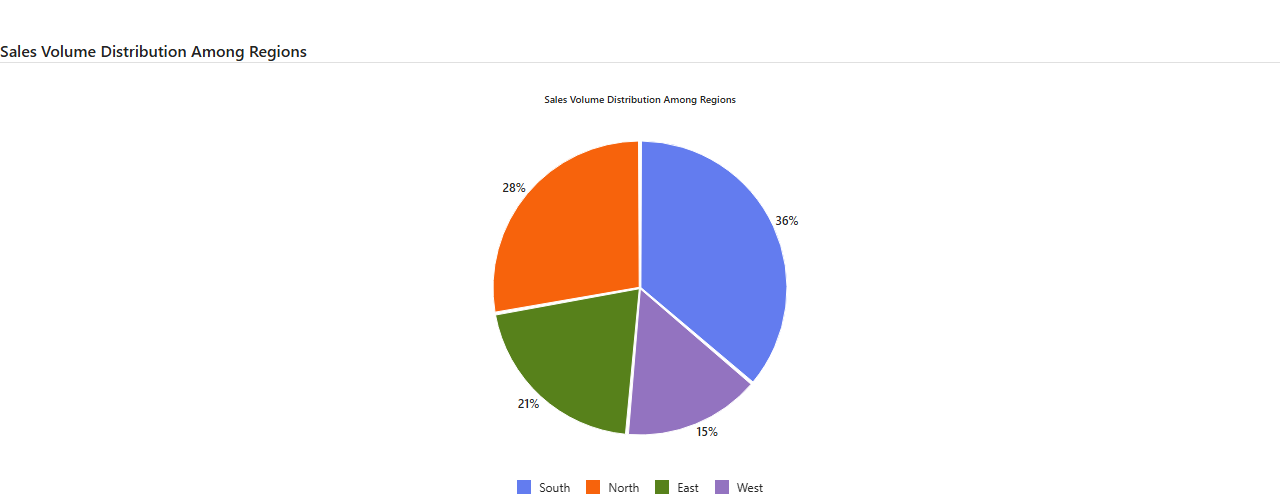 Sales Volume Distribution Among Regions
Sales Volume Distribution Among Regions
28%
36%
21%
15%
South North East West